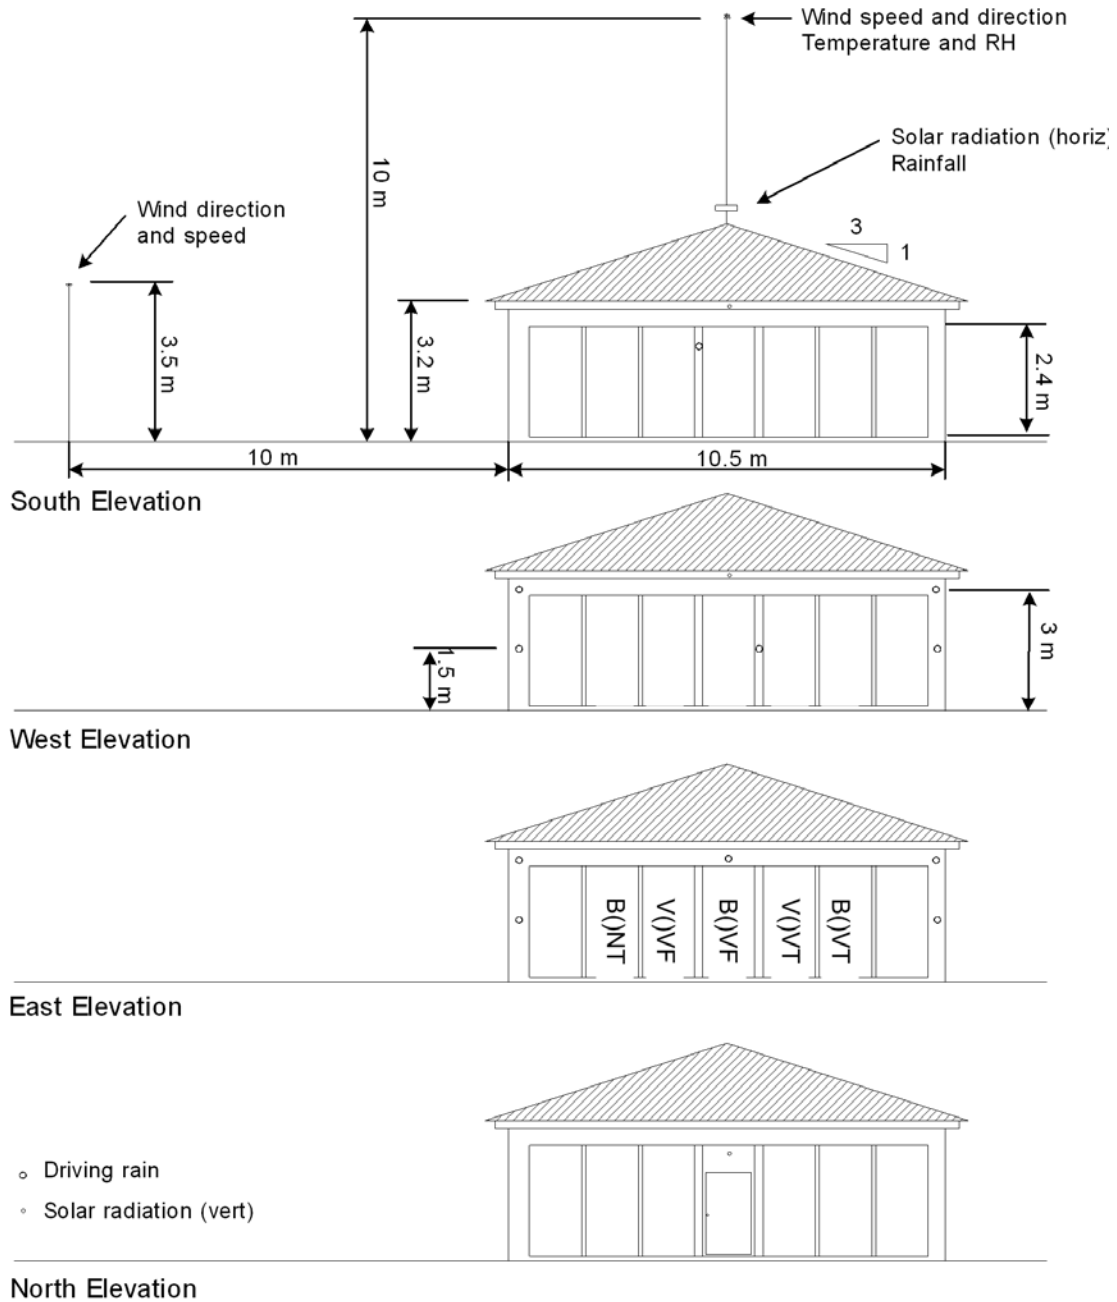 Wind speed and direction
Temperature and RH
Solar radiation (horiz)
Rainfall
Wind direction
and speed
10 m
3
1
3.5 m
3.2 m
2.4 m
10 m
10.5 m
South Elevation
1.5 m
3 m
West Elevation
B()NT
V()VF
B()VF
V()VT
B()VT
East Elevation
Driving rain
Solar radiation (vert)
North Elevation